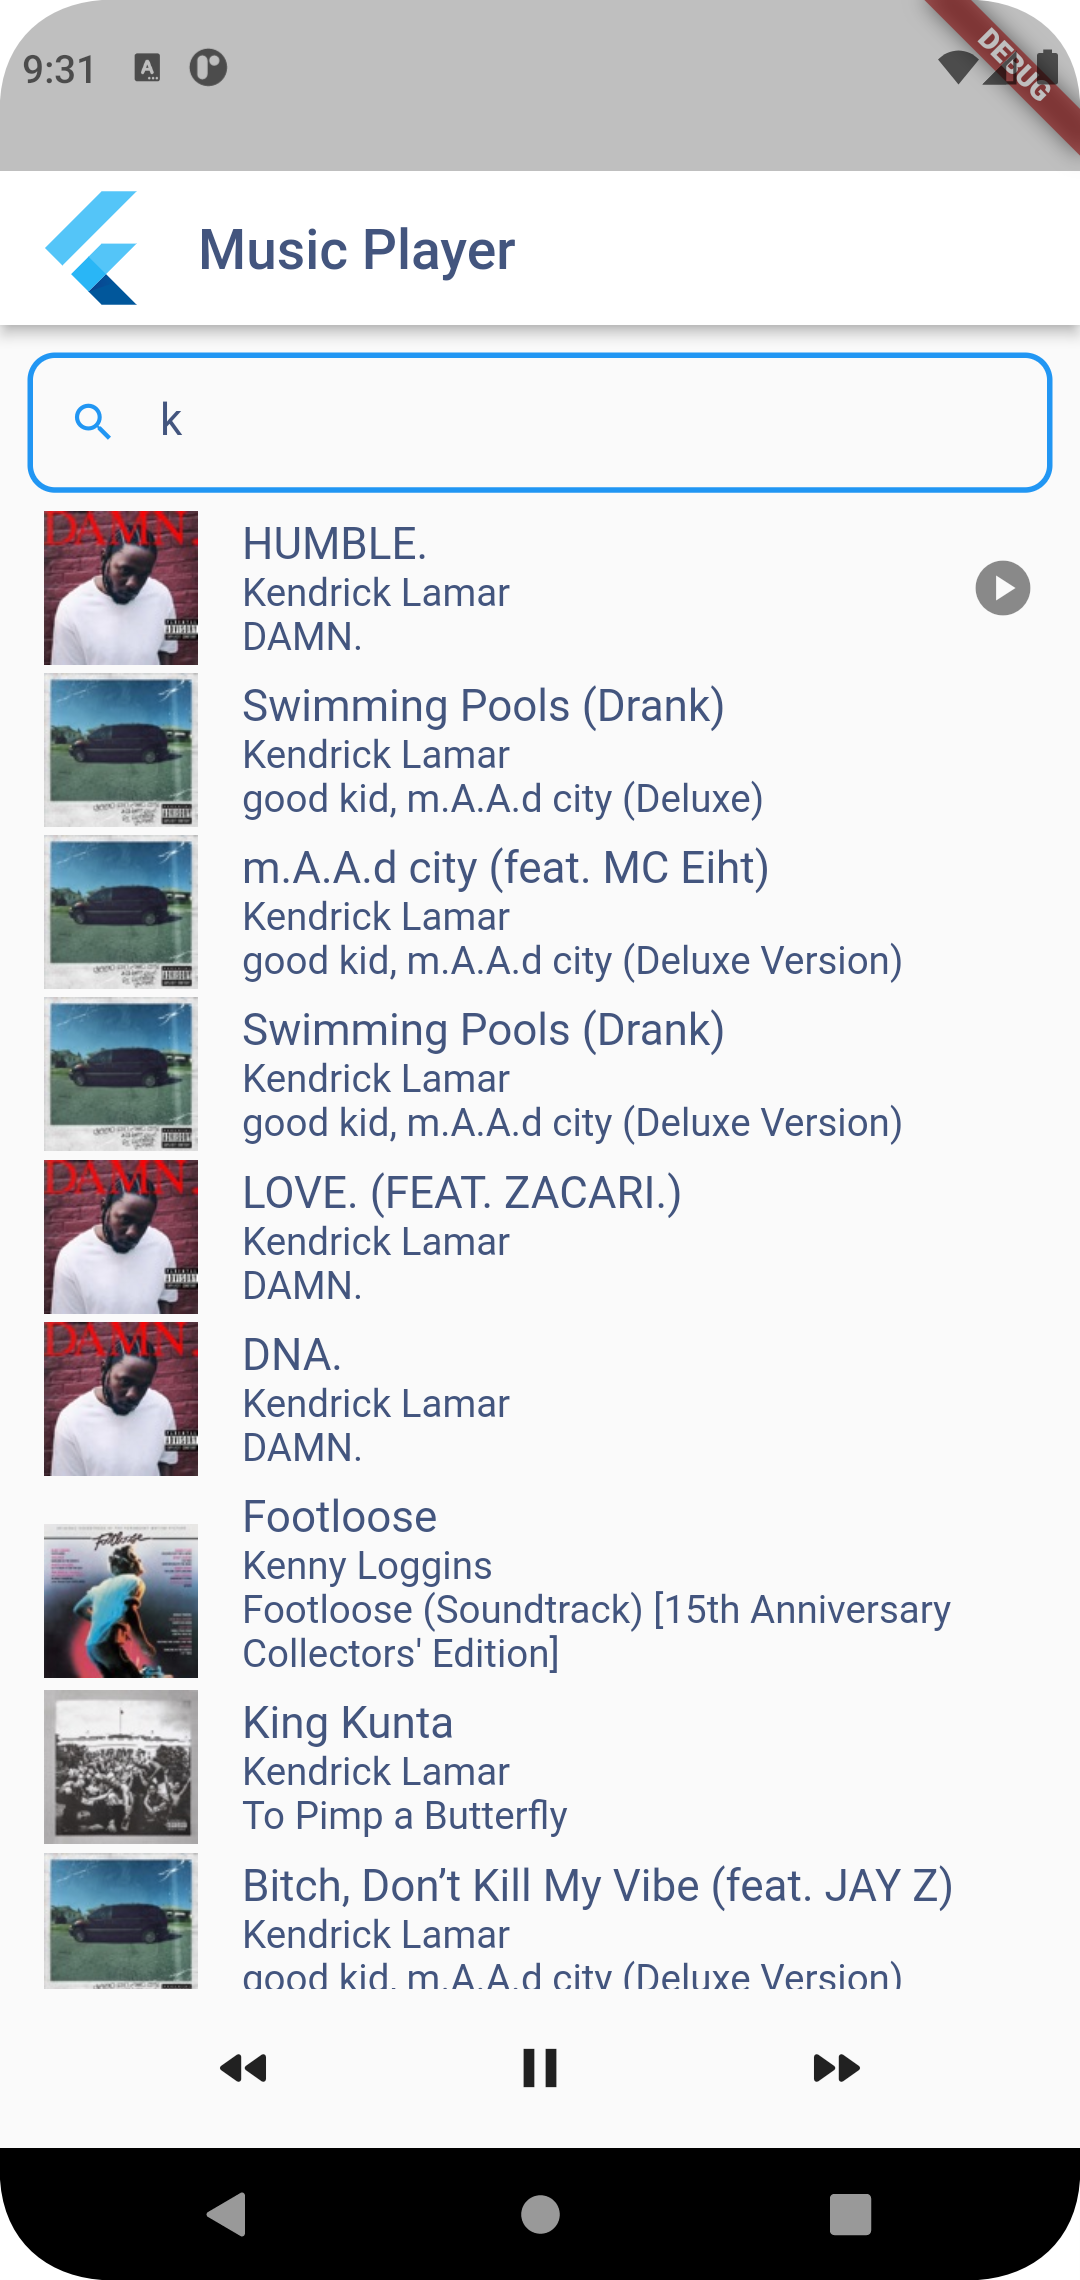 9:31
A
DEBUG
Music Player
k
DAMN.
HUMBLE.
Kendrick Lamar
DAMN.
Swimming Pools (Drank)
Kendrick Lamar
good kid, m.A.A.d city (Deluxe)
m.A.A.d city (feat. MC Eiht)
Kendrick Lamar
good kid, m.A.A.d city (Deluxe Version)
Swimming Pools (Drank)
Kendrick Lamar
good kid, m.A.A.d city (Deluxe Version)
DAMN.
LOVE. (FEAT. ZACARI.)
Kendrick Lamar
DAMN.
DAMN.
DNA.
Kendrick Lamar
DAMN.
Footloose
Footloose
Kenny Loggins
Footloose (Soundtrack) [15th Anniversary
Collectors' Edition]
King Kunta
Kendrick Lamar
To Pimp a Butterfly
Bitch, Don’t Kill My Vibe (feat. JAY Z)
Kendrick Lamar
good kid, m.A.A.d city (Deluxe Version)